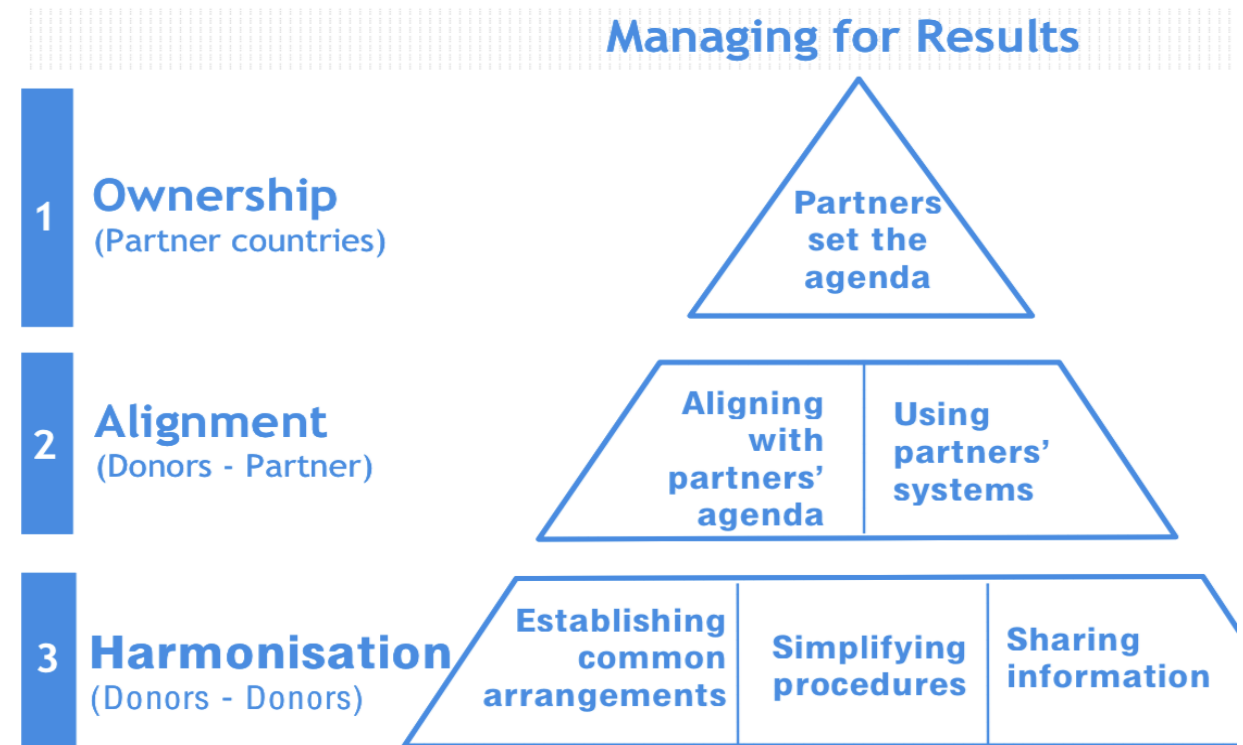 Managing for Results
1
Ownership
(Partner countries)
Partners
set the
agenda
2
Alignment
(Donors - Partner)
Aligning
with
partners’
agenda
Using
partners’
systems
3
Harmonisation
(Donors - Donors)
Establishing
common
arrangements
Simplifying
procedures
Sharing
information